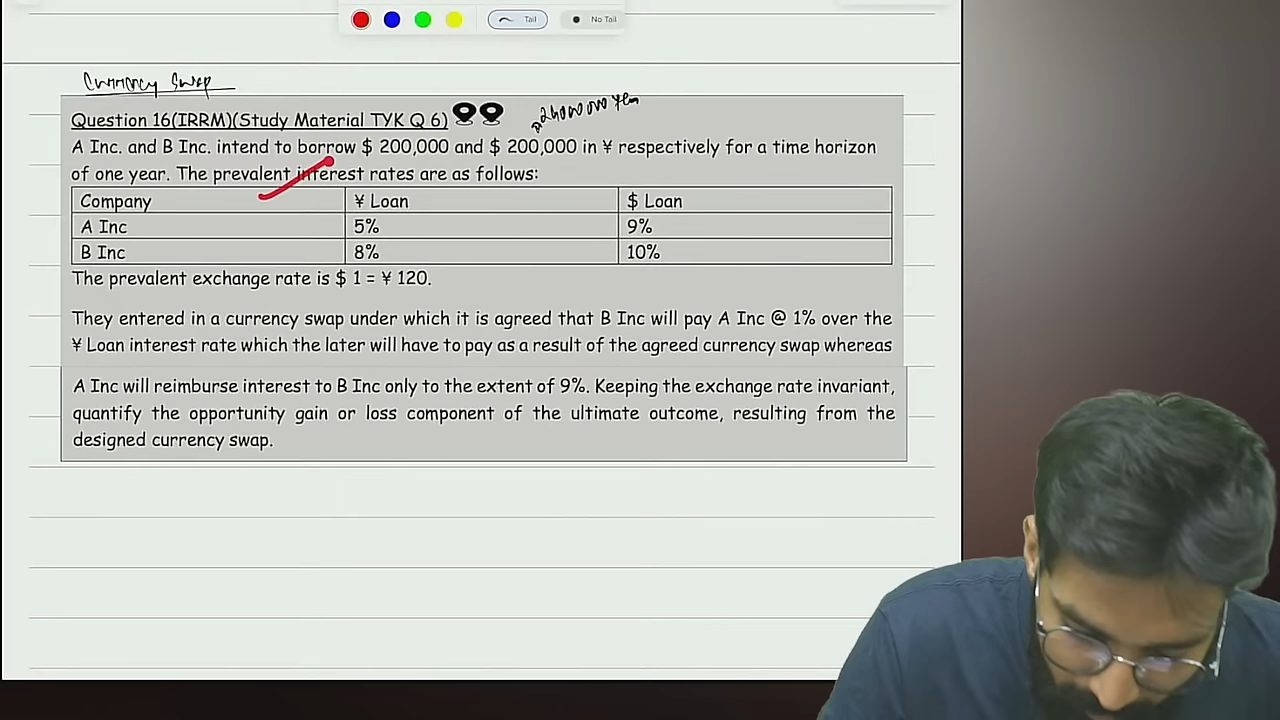 Tail
No Tail
Currency Swap
Question 16(IRRM)(Study Material TYK Q 6)
24000000 Yen
A Inc. and B Inc. intend to borrow $ 200,000 and $ 200,000 in ¥ respectively for a time horizon
of one year. The prevalent interest rates are as follows:
Company ¥ Loan $ Loan
A Inc 5% 9%
B Inc 8% 10%
The prevalent exchange rate is $ 1 = ¥ 120.
They entered in a currency swap under which it is agreed that B Inc will pay A Inc @ 1% over the
¥ Loan interest rate which the later will have to pay as a result of the agreed currency swap whereas
A Inc will reimburse interest to B Inc only to the extent of 9%. Keeping the exchange rate invariant,
quantify the opportunity gain or loss component of the ultimate outcome, resulting from the
designed currency swap.